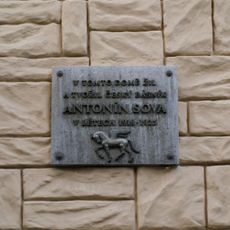 V TOMTO DOMĚ ŽIL
A TVOŘIL ČESKÝ BÁSNÍK
ANTONÍN SOVA
V LETECH